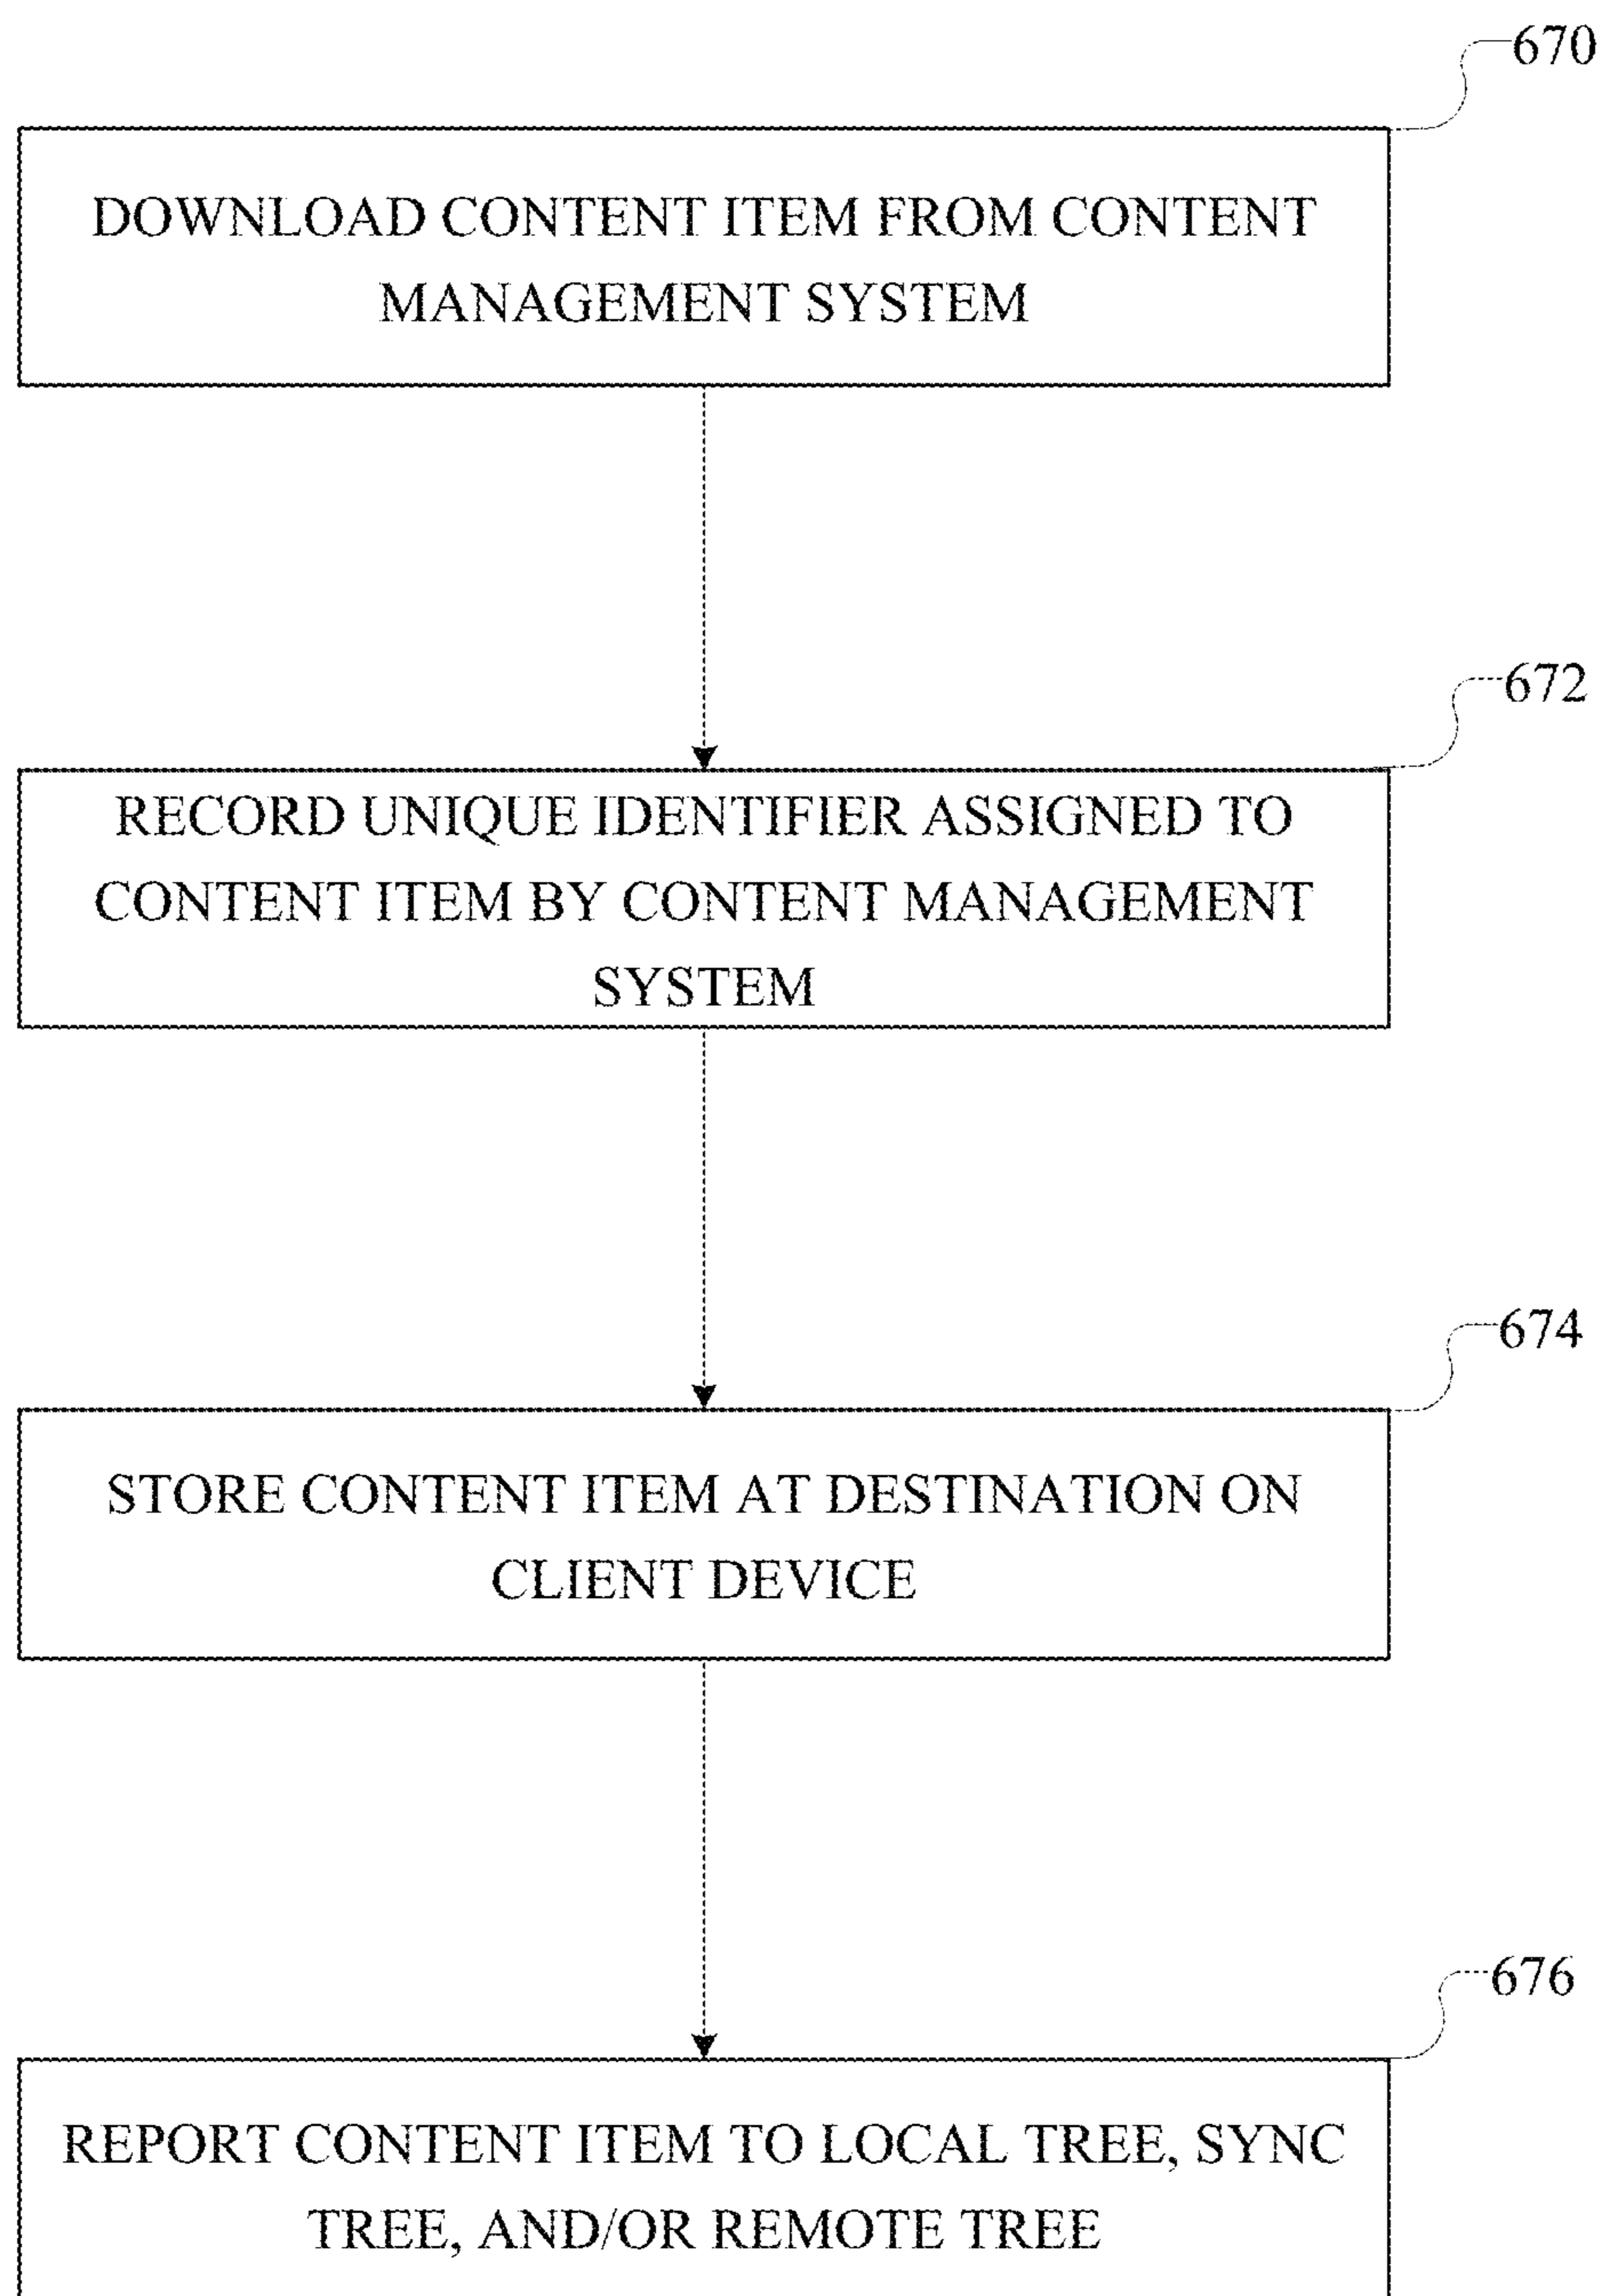 670
DOWNLOAD CONTENT ITEM FROM CONTENT
MANAGEMENT SYSTEM
672
RECORD UNIQUE IDENTIFIER ASSIGNED TO
CONTENT ITEM BY CONTENT MANAGEMENT
SYSTEM
674
STORE CONTENT ITEM AT DESTINATION ON
CLIENT DEVICE
676
REPORT CONTENT ITEM TO LOCAL TREE, SYNC
TREE, AND/OR REMOTE TREE